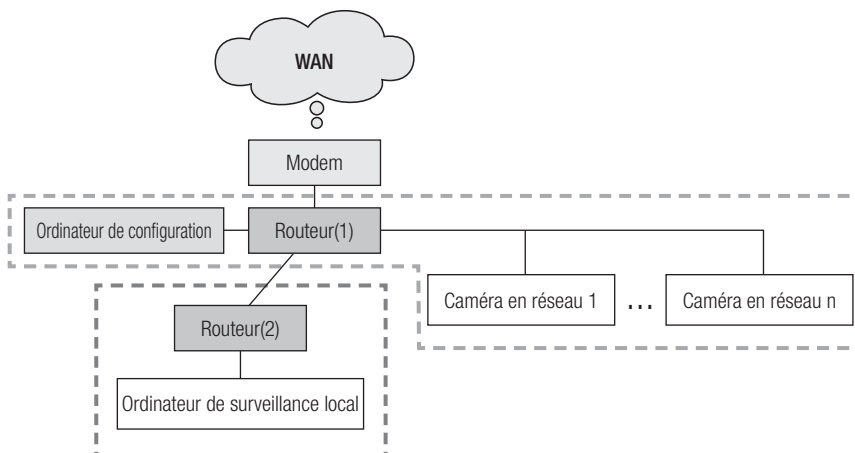 WAN
Modem
Ordinateur de configuration
Routeur(1)
Caméra en réseau 1
...
Caméra en réseau n
Routeur(2)
Ordinateur de surveillance local